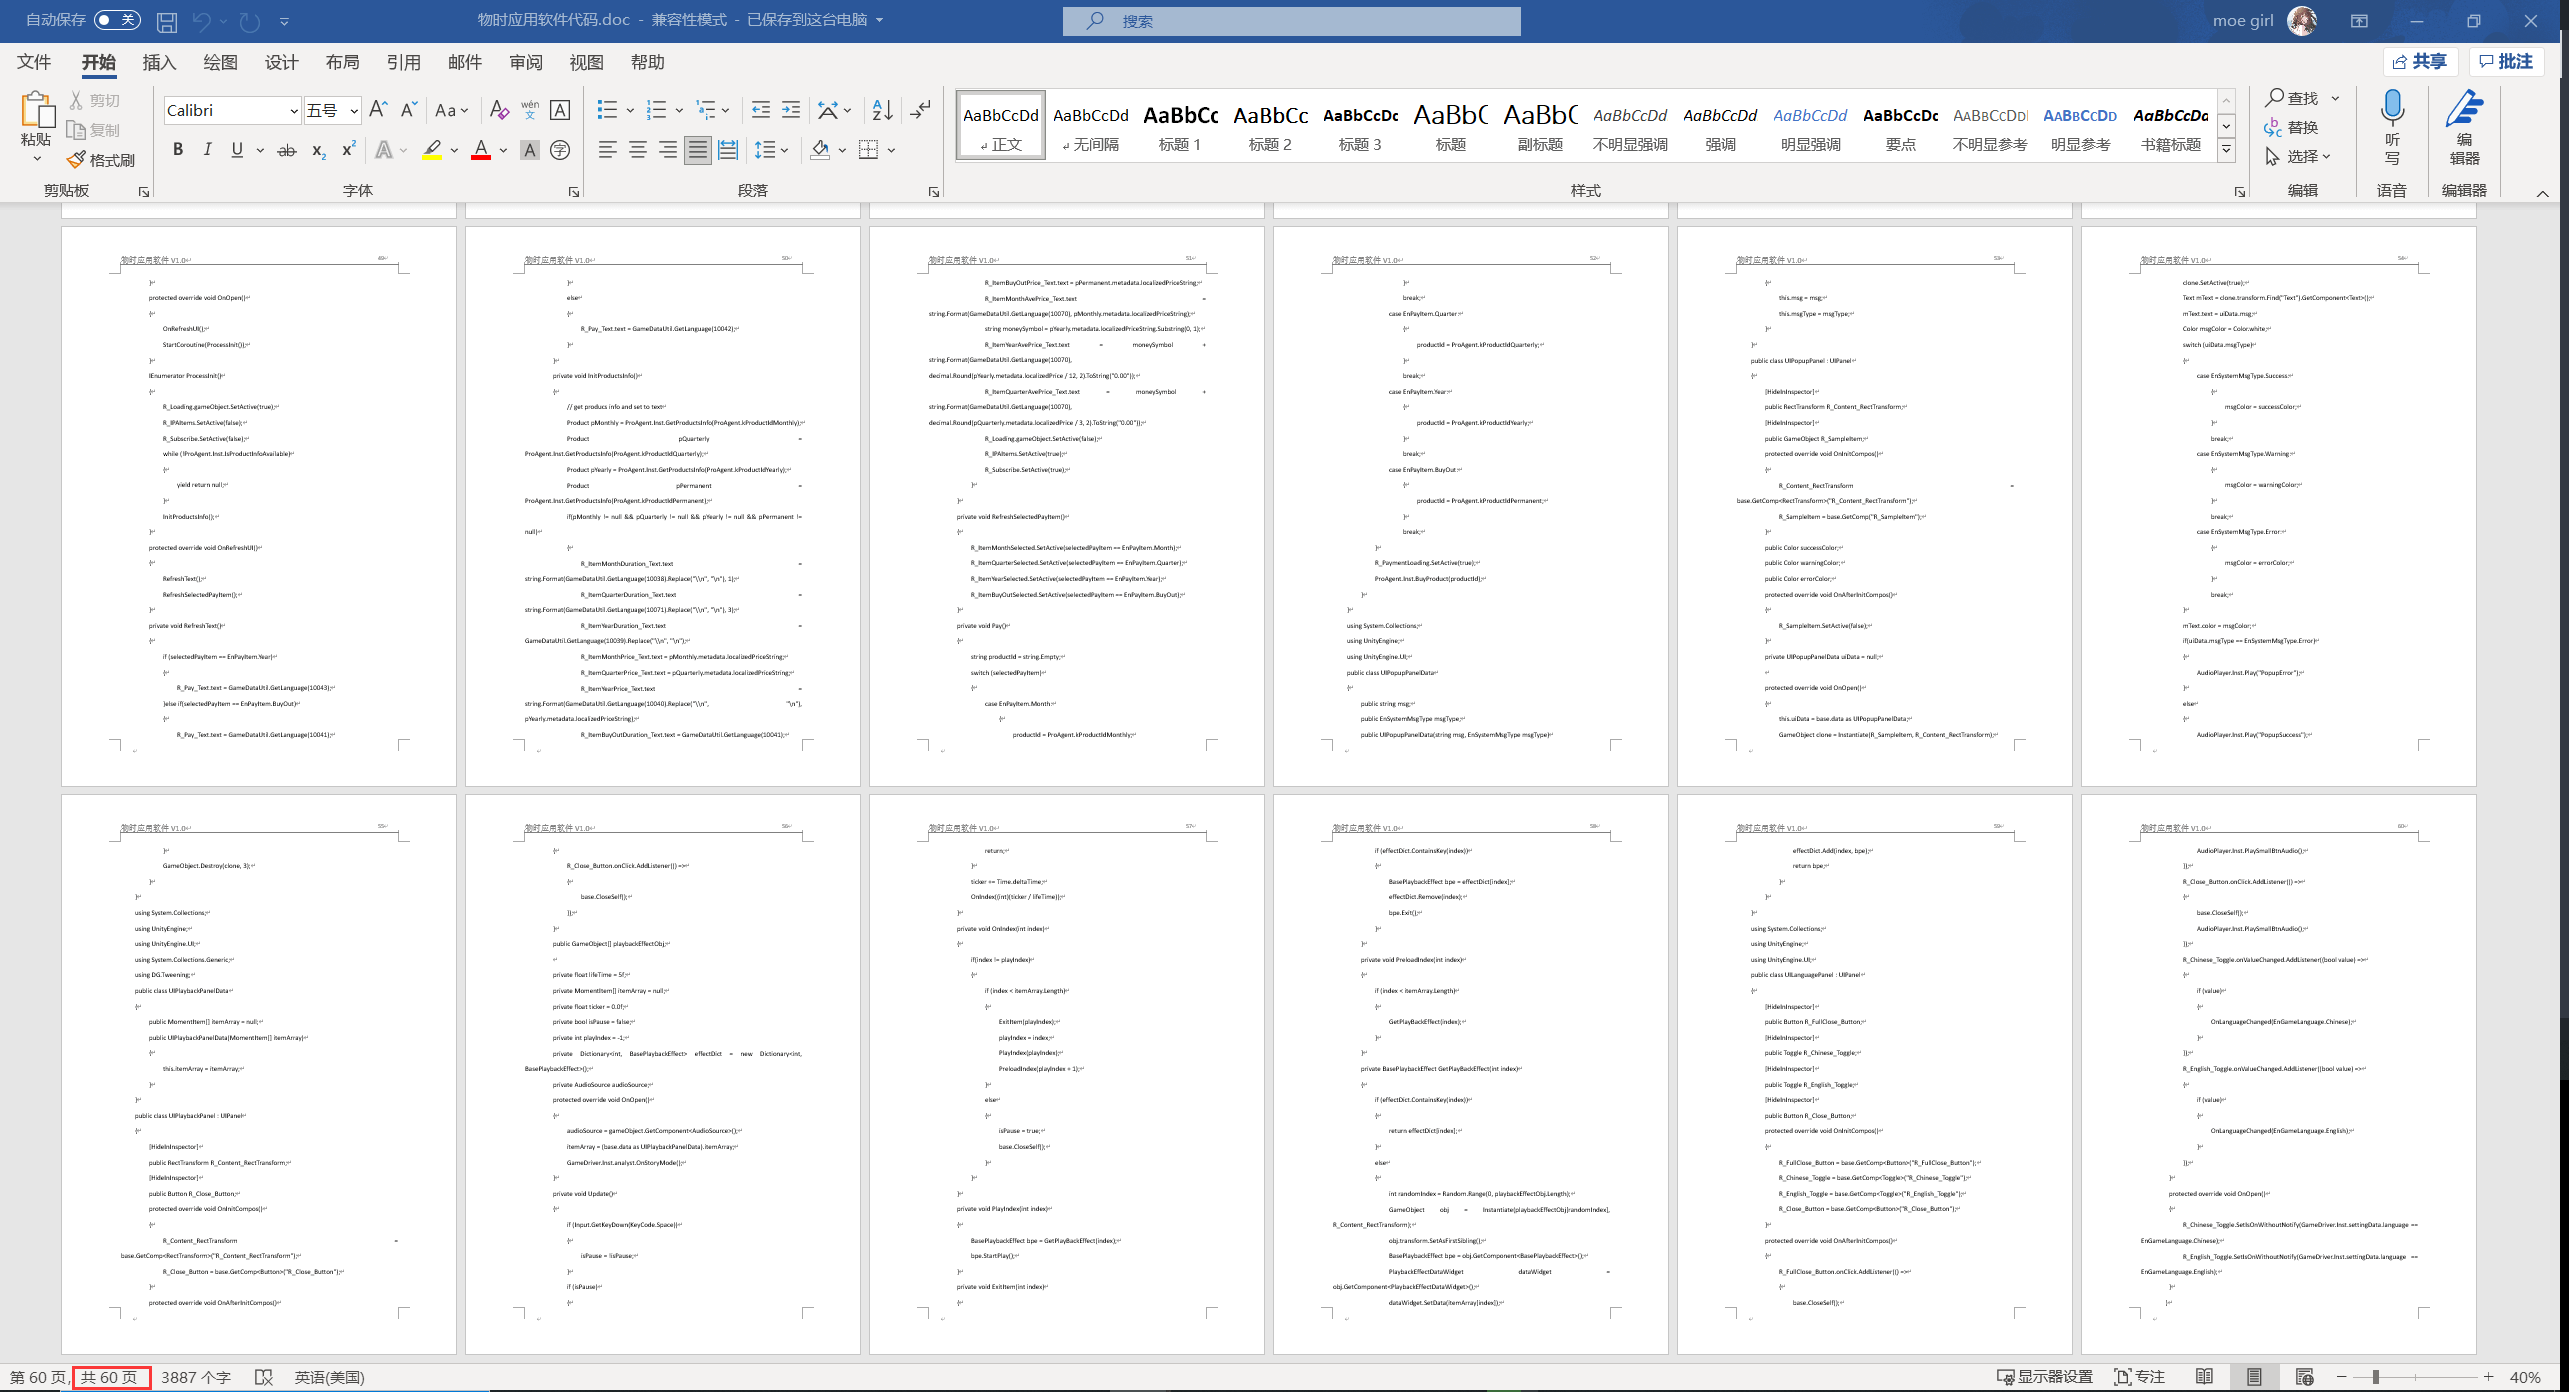 自动保存 关
物时应用软件代码.doc - 兼容性模式 - 已保存到这台电脑
搜索
moe girl
文件 开始 插入 绘图 设计 布局 引用 邮件 审阅 视图 帮助
共享 批注
粘贴 剪切 复制 格式刷
剪贴板
Calibri 五号
字体
段落
AaBbCcDd 正文
AaBbCcDd 无间隔
AaBbCc 标题 1
AaBbCc 标题 2
AaBbCcDc 标题 3
AaBbC 标题
AaBbC 副标题
AaBbCcDd 不明显强调
AaBbCcDd 强调
AaBbCcDd 明显强调
AaBbCcDc 要点
AaBbCcDd 不明显参考
AaBbCcDd 明显参考
AaBbCcDd 书籍标题
样式
查找 替换 选择
编辑
听写
语音
编辑器
编辑器
物时应用软件 V1.0 49
}
protected override void OnOpen()
{
OnRefreshUI();
StartCoroutine(ProcessInit());
}
IEnumerator ProcessInit()
{
R_Loading.gameObject.SetActive(true);
R_IPAItems.SetActive(false);
R_Subscribe.SetActive(false);
while (!ProAgent.Inst.IsProductInfoAvailable)
{
yield return null;
}
InitProductsInfo();
}
protected override void OnRefreshUI()
{
RefreshText();
RefreshSelectedPayItem();
}
private void RefreshText()
{
if (selectedPayItem == EnPayItem.Year)
{
R_Pay_Text.text = GameDataUtil.GetLanguage(10043);
}else if(selectedPayItem == EnPayItem.BuyOut)
{
R_Pay_Text.text = GameDataUtil.GetLanguage(10041);
物时应用软件 V1.0 50
}
else
{
R_Pay_Text.text = GameDataUtil.GetLanguage(10042);
}
}
private void InitProductsInfo()
{
// get producs info and set to text
Product pMonthly = ProAgent.Inst.GetProductsInfo(ProAgent.kProductIdMonthly);
Product pQuarterly =
ProAgent.Inst.GetProductsInfo(ProAgent.kProductIdQuarterly);
Product pYearly = ProAgent.Inst.GetProductsInfo(ProAgent.kProductIdYearly);
Product pPermanent =
ProAgent.Inst.GetProductsInfo(ProAgent.kProductIdPermanent);
if(pMonthly != null && pQuarterly != null && pYearly != null && pPermanent !=
null)
{
R_ItemMonthDuration_Text.text =
string.Format(GameDataUtil.GetLanguage(10038).Replace("\\n", "\n"), 1);
R_ItemQuarterDuration_Text.text =
string.Format(GameDataUtil.GetLanguage(10071).Replace("\\n", "\n"), 3);
R_ItemYearDuration_Text.text =
GameDataUtil.GetLanguage(10039).Replace("\\n", "\n");
R_ItemMonthPrice_Text.text = pMonthly.metadata.localizedPriceString;
R_ItemQuarterPrice_Text.text = pQuarterly.metadata.localizedPriceString;
R_ItemYearPrice_Text.text =
string.Format(GameDataUtil.GetLanguage(10040).Replace("\\n", "\n"),
pYearly.metadata.localizedPriceString);
R_ItemBuyOutDuration_Text.text = GameDataUtil.GetLanguage(10041);
物时应用软件 V1.0 51
R_ItemBuyOutPrice_Text.text = pPermanent.metadata.localizedPriceString;
R_ItemMonthAvePrice_Text.text =
string.Format(GameDataUtil.GetLanguage(10070), pMonthly.metadata.localizedPriceString);
string moneySymbol = pYearly.metadata.localizedPriceString.Substring(0, 1);
R_ItemYearAvePrice_Text.text = moneySymbol +
string.Format(GameDataUtil.GetLanguage(10070),
decimal.Round(pYearly.metadata.localizedPrice / 12, 2).ToString("0.00"));
R_ItemQuarterAvePrice_Text.text = moneySymbol +
string.Format(GameDataUtil.GetLanguage(10070),
decimal.Round(pQuarterly.metadata.localizedPrice / 3, 2).ToString("0.00"));
R_Loading.gameObject.SetActive(false);
R_IPAItems.SetActive(true);
R_Subscribe.SetActive(true);
}
}
private void RefreshSelectedPayItem()
{
R_ItemMonthSelected.SetActive(selectedPayItem == EnPayItem.Month);
R_ItemQuarterSelected.SetActive(selectedPayItem == EnPayItem.Quarter);
R_ItemYearSelected.SetActive(selectedPayItem == EnPayItem.Year);
R_ItemBuyOutSelected.SetActive(selectedPayItem == EnPayItem.BuyOut);
}
private void Pay()
{
string productId = string.Empty;
switch (selectedPayItem)
{
case EnPayItem.Month:
{
productId = ProAgent.kProductIdMonthly;
物时应用软件 V1.0 52
}
break;
case EnPayItem.Quarter:
{
productId = ProAgent.kProductIdQuarterly;
}
break;
case EnPayItem.Year:
{
productId = ProAgent.kProductIdYearly;
}
break;
case EnPayItem.BuyOut:
{
productId = ProAgent.kProductIdPermanent;
}
break;
}
R_PaymentLoading.SetActive(true);
ProAgent.Inst.BuyProduct(productId);
}
}
using System.Collections;
using UnityEngine;
using UnityEngine.UI;
public class UIPopupPanelData
{
public string msg;
public EnSystemMsgType msgType;
public UIPopupPanelData(string msg, EnSystemMsgType msgType)
物时应用软件 V1.0 53
{
this.msg = msg;
this.msgType = msgType;
}
}
public class UIPopupPanel : UIPanel
{
[HideInInspector]
public RectTransform R_Content_RectTransform;
[HideInInspector]
public GameObject R_SampleItem;
protected override void OnInitCompos()
{
R_Content_RectTransform =
base.GetComp<RectTransform>("R_Content_RectTransform");
R_SampleItem = base.GetComp("R_SampleItem");
}
public Color successColor;
public Color warningColor;
public Color errorColor;
protected override void OnAfterInitCompos()
{
R_SampleItem.SetActive(false);
}
private UIPopupPanelData uiData = null;
protected override void OnOpen()
{
this.uiData = base.data as UIPopupPanelData;
GameObject clone = Instantiate(R_SampleItem, R_Content_RectTransform);
物时应用软件 V1.0 54
clone.SetActive(true);
Text mText = clone.transform.Find("Text").GetComponent<Text>();
mText.text = uiData.msg;
Color msgColor = Color.white;
switch (uiData.msgType)
{
case EnSystemMsgType.Success:
{
msgColor = successColor;
}
break;
case EnSystemMsgType.Warning:
{
msgColor = warningColor;
}
break;
case EnSystemMsgType.Error:
{
msgColor = errorColor;
}
break;
}
mText.color = msgColor;
if(uiData.msgType == EnSystemMsgType.Error)
{
AudioPlayer.Inst.Play("PopupError");
}
else
{
AudioPlayer.Inst.Play("PopupSuccess");
物时应用软件 V1.0 55
}
GameObject.Destroy(clone, 3);
}
}
using System.Collections;
using UnityEngine;
using UnityEngine.UI;
using System.Collections.Generic;
using DG.Tweening;
public class UIPlaybackPanelData
{
public MomentItem[] itemArray = null;
public UIPlaybackPanelData(MomentItem[] itemArray)
{
this.itemArray = itemArray;
}
}
public class UIPlaybackPanel : UIPanel
{
[HideInInspector]
public RectTransform R_Content_RectTransform;
[HideInInspector]
public Button R_Close_Button;
protected override void OnInitCompos()
{
R_Content_RectTransform =
base.GetComp<RectTransform>("R_Content_RectTransform");
R_Close_Button = base.GetComp<Button>("R_Close_Button");
}
protected override void OnAfterInitCompos()
物时应用软件 V1.0 56
{
R_Close_Button.onClick.AddListener(() =>
{
base.CloseSelf();
});
}
public GameObject[] playbackEffectObj;
private float lifeTime = 5f;
private MomentItem[] itemArray = null;
private float ticker = 0.0f;
private bool isPause = false;
private int playIndex = -1;
private Dictionary<int, BasePlaybackEffect> effectDict = new Dictionary<int,
BasePlaybackEffect>();
private AudioSource audioSource;
protected override void OnOpen()
{
audioSource = gameObject.GetComponent<AudioSource>();
itemArray = (base.data as UIPlaybackPanelData).itemArray;
GameDriver.Inst.analyst.OnStoryMode();
}
private void Update()
{
if (Input.GetKeyDown(KeyCode.Space))
{
isPause = !isPause;
}
if (isPause)
{
物时应用软件 V1.0 57
return;
}
ticker += Time.deltaTime;
OnIndex((int)(ticker / lifeTime));
}
private void OnIndex(int index)
{
if(index != playIndex)
{
if (index < itemArray.Length)
{
ExitItem(playIndex);
playIndex = index;
PlayIndex(playIndex);
PreloadIndex(playIndex + 1);
}
else
{
isPause = true;
base.CloseSelf();
}
}
}
private void PlayIndex(int index)
{
BasePlaybackEffect bpe = GetPlayBackEffect(index);
bpe.StartPlay();
}
private void ExitItem(int index)
{
物时应用软件 V1.0 58
if (effectDict.ContainsKey(index))
{
BasePlaybackEffect bpe = effectDict[index];
effectDict.Remove(index);
bpe.Exit();
}
}
private void PreloadIndex(int index)
{
if (index < itemArray.Length)
{
GetPlayBackEffect(index);
}
}
private BasePlaybackEffect GetPlayBackEffect(int index)
{
if (effectDict.ContainsKey(index))
{
return effectDict[index];
}
else
{
int randomIndex = Random.Range(0, playbackEffectObj.Length);
GameObject obj = Instantiate(playbackEffectObj[randomIndex],
R_Content_RectTransform);
obj.transform.SetAsFirstSibling();
BasePlaybackEffect bpe = obj.GetComponent<BasePlaybackEffect>();
PlaybackEffectDataWidget dataWidget =
obj.GetComponent<PlaybackEffectDataWidget>();
dataWidget.SetData(itemArray[index]);
物时应用软件 V1.0 59
effectDict.Add(index, bpe);
return bpe;
}
}
}
using System.Collections;
using UnityEngine;
using UnityEngine.UI;
public class UILanguagePanel : UIPanel
{
[HideInInspector]
public Button R_FullClose_Button;
[HideInInspector]
public Toggle R_Chinese_Toggle;
[HideInInspector]
public Toggle R_English_Toggle;
[HideInInspector]
public Button R_Close_Button;
protected override void OnInitCompos()
{
R_FullClose_Button = base.GetComp<Button>("R_FullClose_Button");
R_Chinese_Toggle = base.GetComp<Toggle>("R_Chinese_Toggle");
R_English_Toggle = base.GetComp<Toggle>("R_English_Toggle");
R_Close_Button = base.GetComp<Button>("R_Close_Button");
}
protected override void OnAfterInitCompos()
{
R_FullClose_Button.onClick.AddListener(() =>
{
base.CloseSelf();
物时应用软件 V1.0 60
AudioPlayer.Inst.PlaySmallBtnAudio();
});
R_Close_Button.onClick.AddListener(() =>
{
base.CloseSelf();
AudioPlayer.Inst.PlaySmallBtnAudio();
});
R_Chinese_Toggle.onValueChanged.AddListener((bool value) =>
{
if (value)
{
OnLanguageChanged(EnGameLanguage.Chinese);
}
});
R_English_Toggle.onValueChanged.AddListener((bool value) =>
{
if (value)
{
OnLanguageChanged(EnGameLanguage.English);
}
});
}
protected override void OnOpen()
{
R_Chinese_Toggle.SetIsOnWithoutNotify(GameDriver.Inst.settingData.language ==
EnGameLanguage.Chinese);
R_English_Toggle.SetIsOnWithoutNotify(GameDriver.Inst.settingData.language ==
EnGameLanguage.English);
}
}
第 60 页, 共 60 页 3887 个字 英语(美国)
显示器设置 专注 40%